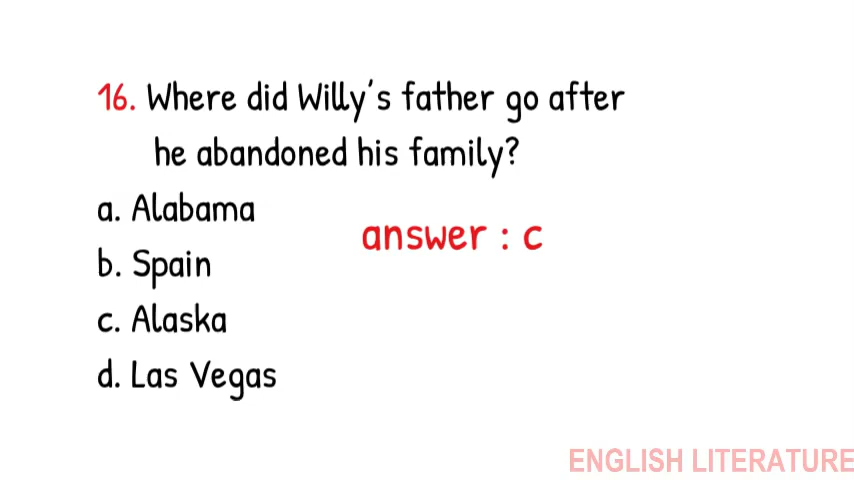 16. Where did Willy's father go after
he abandoned his family?
a. Alabama
answer : c
b. Spain
c. Alaska
d. Las Vegas
ENGLISH LITERATURE